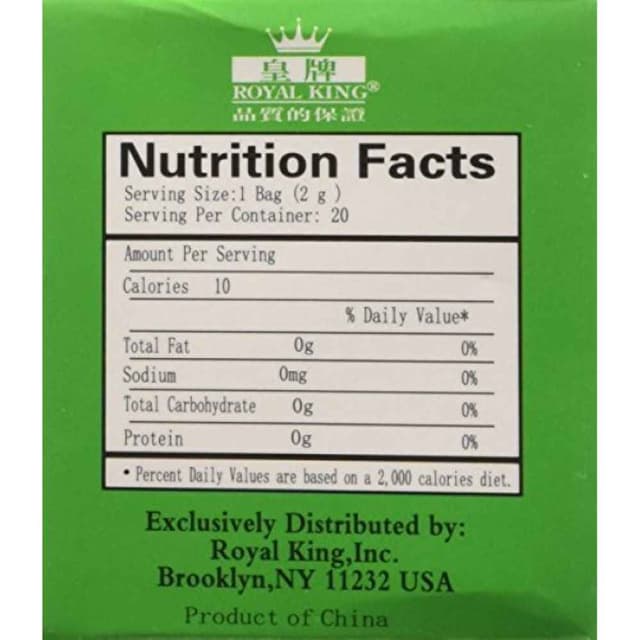 皇牌
ROYAL KING®
品質的保證
Nutrition Facts
Serving Size:1 Bag (2 g )
Serving Per Container: 20
Amount Per Serving
Calories 10
% Daily Value*
Total Fat 0g 0%
Sodium 0mg 0%
Total Carbohydrate 0g 0%
Protein 0g 0%
* Percent Daily Values are based on a 2,000 calories diet.
Exclusively Distributed by:
Royal King,Inc.
Brooklyn,NY 11232 USA
Product of China